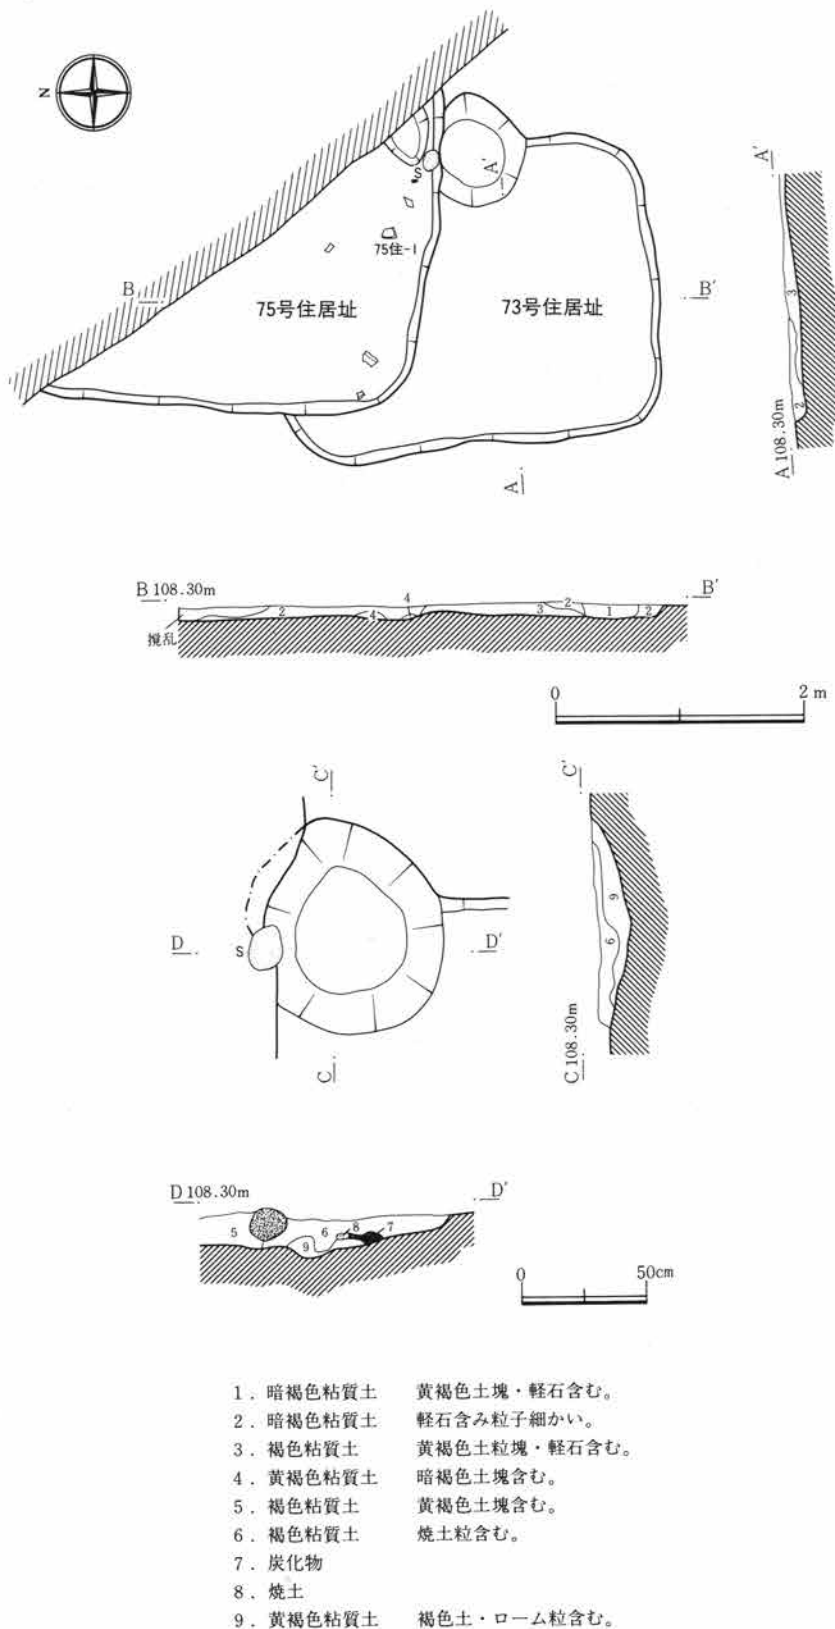 N
A'
S
75住-1
B
75号住居址
73号住居址
B'
A
A'
3
2
A 108.30m
B 108.30m
B'
2
4
4
3
2
1
2
撹乱
0
2 m
C'
D
S
D'
C
C'
9
6
C 108.30m
D 108.30m
D'
5
6
8
7
9
0
50cm
1．暗褐色粘質土　黄褐色土塊・軽石含む。
2．暗褐色粘質土　軽石含み粒子細かい。
3．褐色粘質土　黄褐色土粒塊・軽石含む。
4．黄褐色粘質土　暗褐色土塊含む。
5．褐色粘質土　黄褐色土塊含む。
6．褐色粘質土　焼土粒含む。
7．炭化物
8．焼土
9．黄褐色粘質土　褐色土・ローム粒含む。